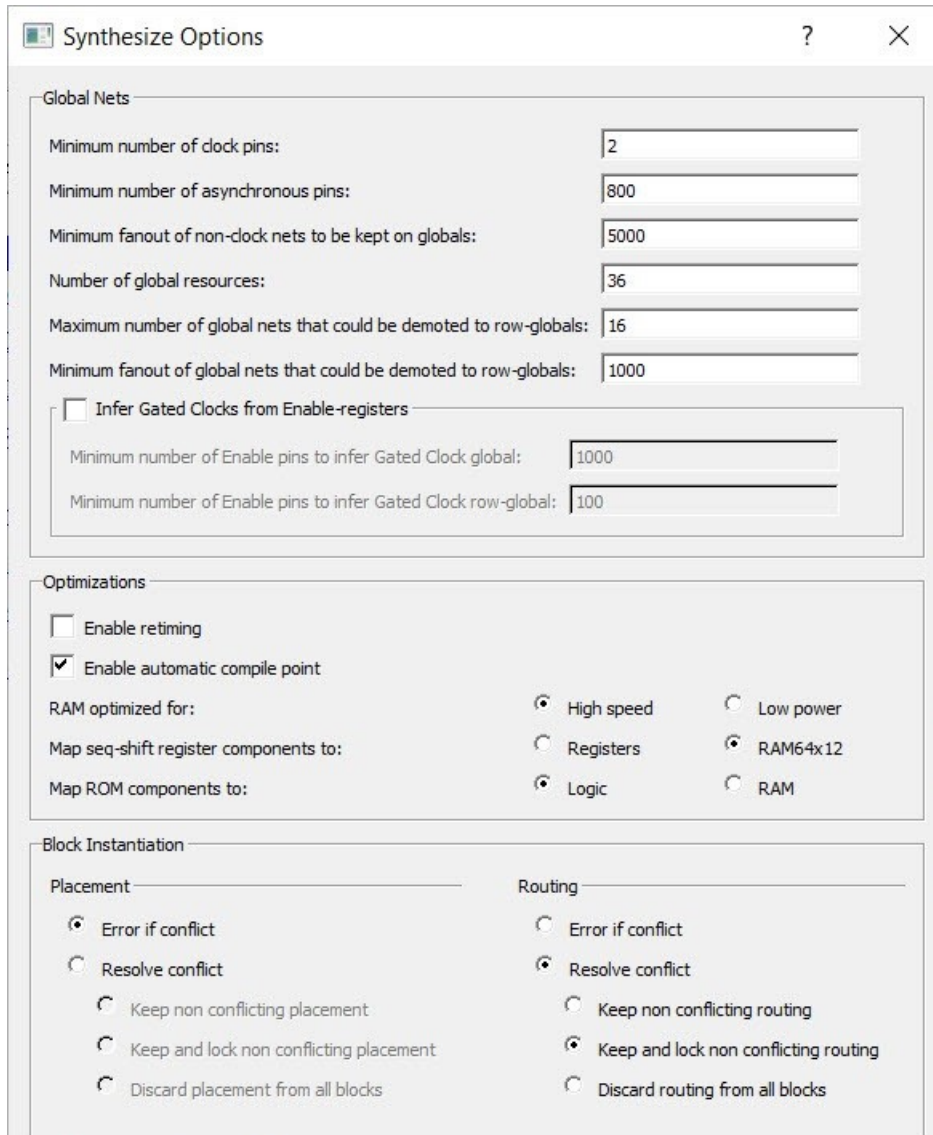 Synthesize Options
?
Global Nets
Minimum number of clock pins: 2
Minimum number of asynchronous pins: 800
Minimum fanout of non-clock nets to be kept on globals: 5000
Number of global resources: 36
Maximum number of global nets that could be demoted to row-globals: 16
Minimum fanout of global nets that could be demoted to row-globals: 1000
Infer Gated Clocks from Enable-registers
Minimum number of Enable pins to infer Gated Clock global: 1000
Minimum number of Enable pins to infer Gated Clock row-global: 100
Optimizations
Enable retiming
Enable automatic compile point
RAM optimized for: High speed Low power
Map seq-shift register components to: Registers RAM64x12
Map ROM components to: Logic RAM
Block Instantiation
Placement
Error if conflict
Resolve conflict
Keep non conflicting placement
Keep and lock non conflicting placement
Discard placement from all blocks
Routing
Error if conflict
Resolve conflict
Keep non conflicting routing
Keep and lock non conflicting routing
Discard routing from all blocks